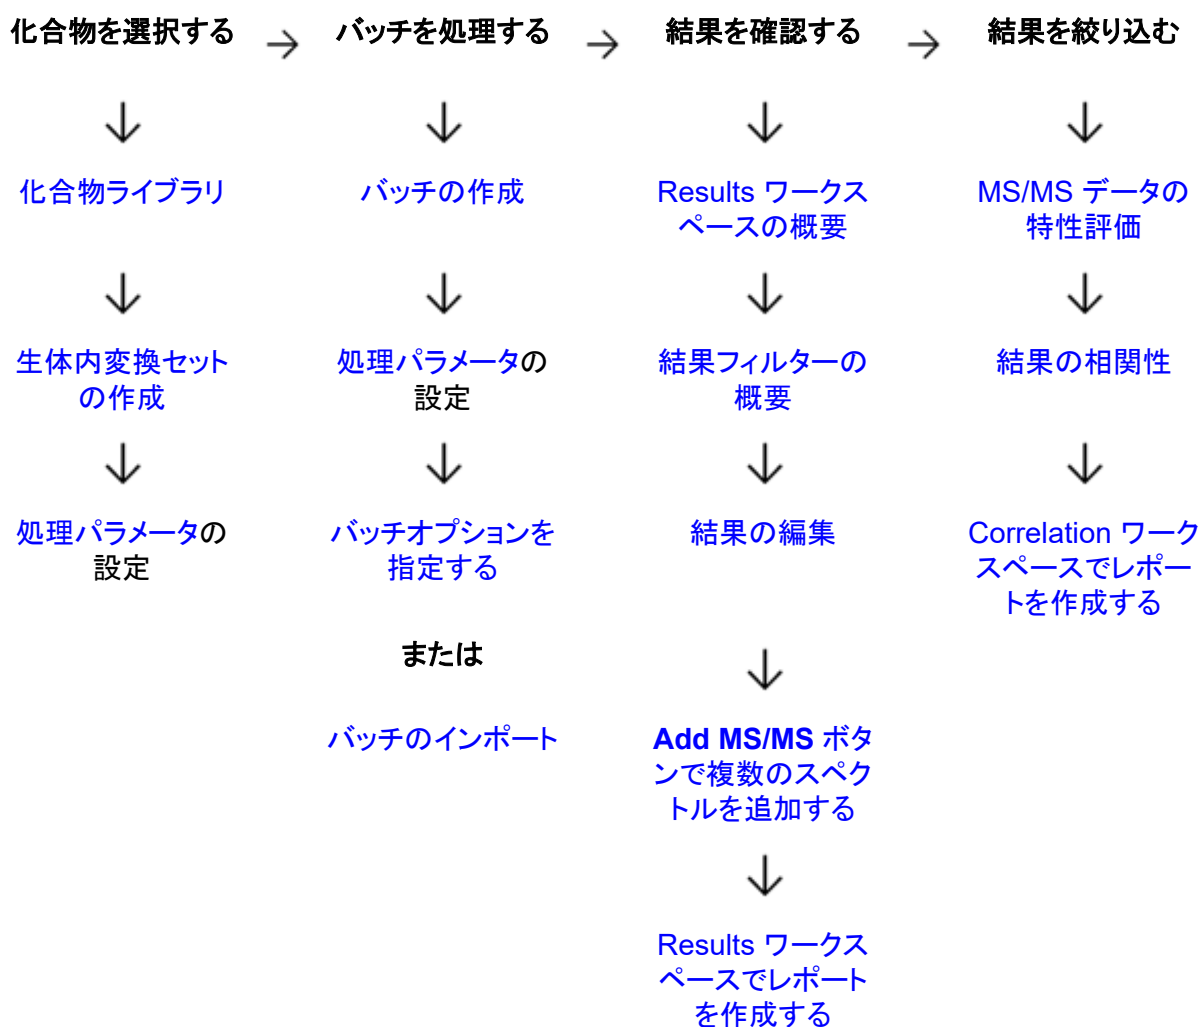 化合物を選択する → バッチを処理する → 結果を確認する → 結果を絞り込む
↓ ↓ ↓ ↓
化合物ライブラリ
バッチの作成
Results ワークス
ペースの概要
MS/MS データの
特性評価
↓ ↓ ↓ ↓
生体内変換セット
の作成
処理パラメータの
設定
結果フィルターの
概要
結果の相関性
↓ ↓ ↓ ↓
処理パラメータの
設定
バッチオプションを
指定する
結果の編集
Correlation ワーク
スペースでレポー
トを作成する
または
↓
バッチのインポート
Add MS/MS ボタ
ンで複数のスペク
トルを追加する
↓
Results ワークス
ペースでレポート
を作成する